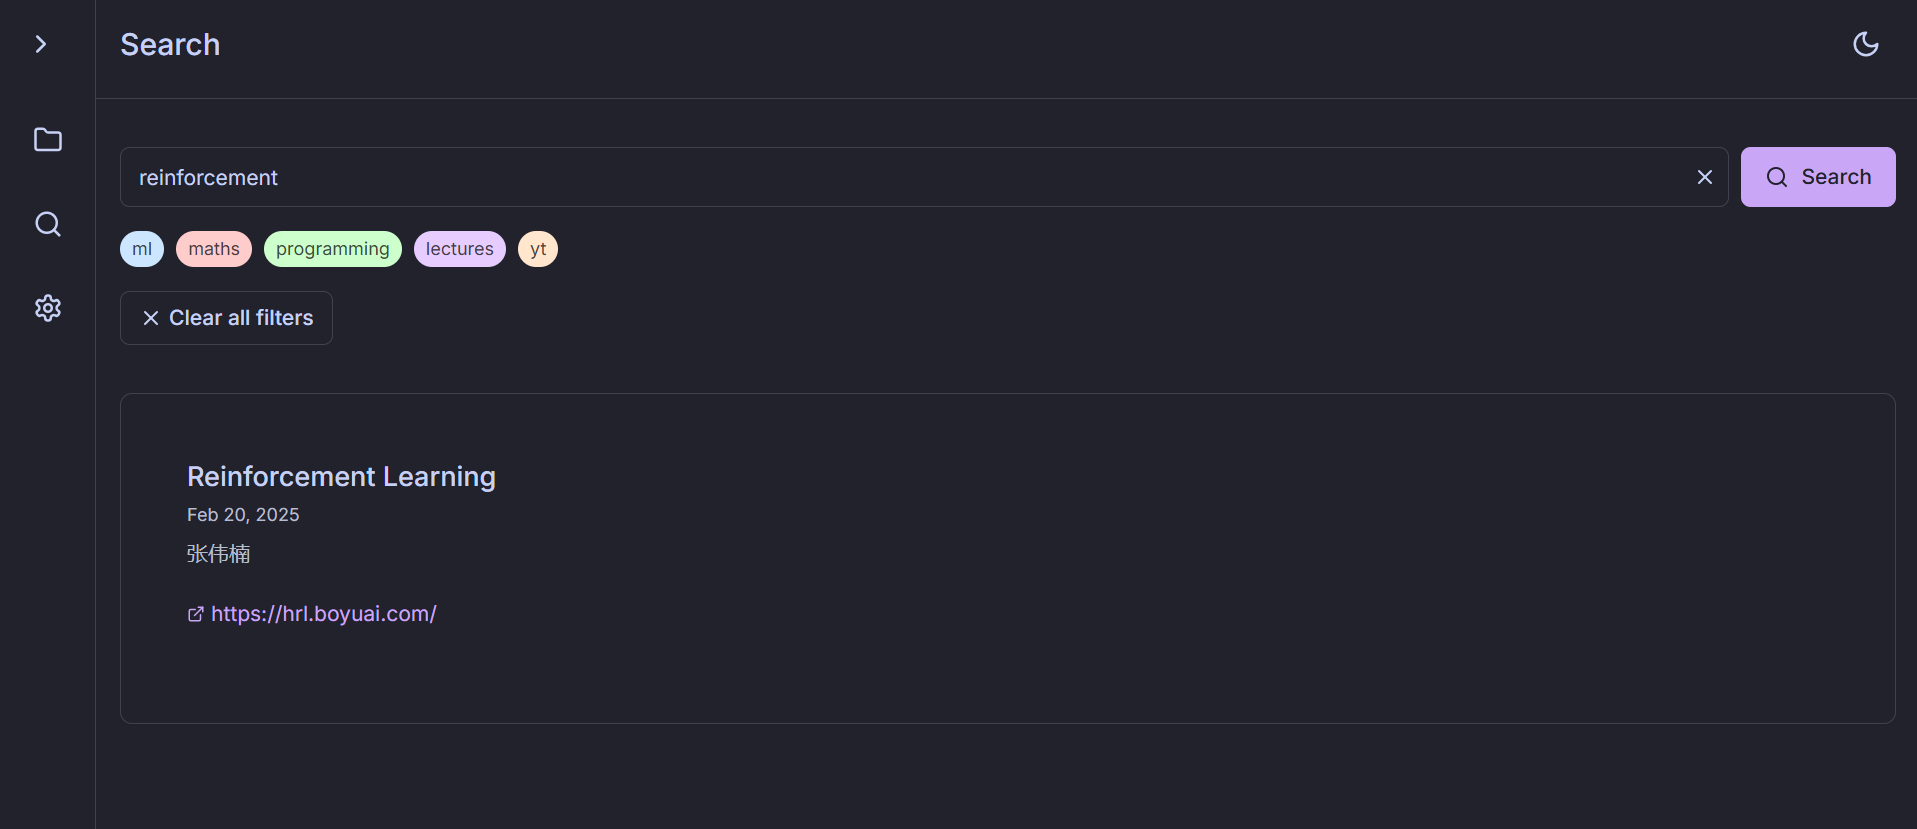 Search
reinforcement
Search
ml maths programming lectures yt
Clear all filters
Reinforcement Learning
Feb 20, 2025
张伟楠
https://hrl.boyuai.com/